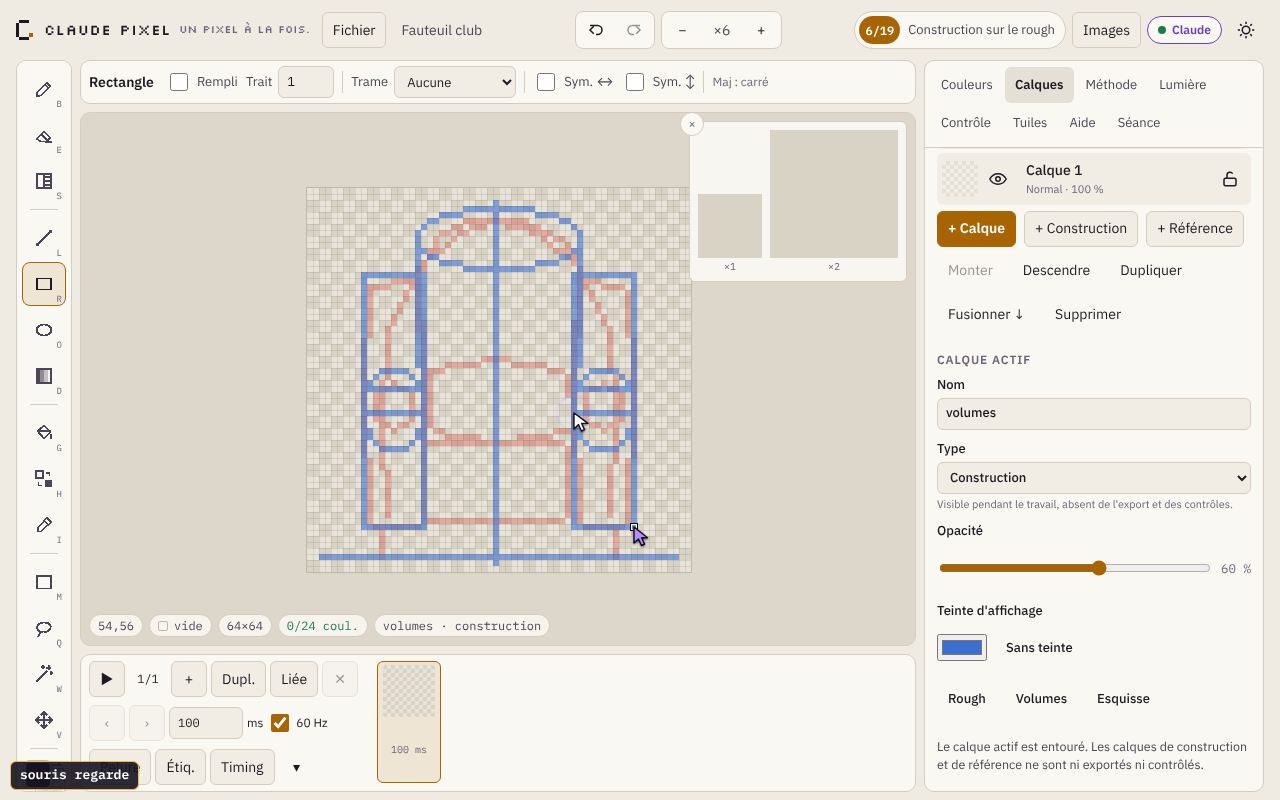 CLAUDE PIXEL UN PIXEL À LA FOIS. Fichier Fauteuil club − ×6 + 6/19 Construction sur le rough Images Claude
Rectangle Rempli Trait 1 Trame Aucune Sym. ↔ Sym. ↕ Maj : carré
Couleurs Calques Méthode Lumière
Contrôle Tuiles Aide Séance
B
E
S
L
R
O
D
G
H
I
M
Q
W
V
×
×1 ×2
Calque 1
Normal · 100 %
+ Calque + Construction + Référence
Monter Descendre Dupliquer
Fusionner ↓ Supprimer
CALQUE ACTIF
Nom
volumes
Type
Construction
Visible pendant le travail, absent de l'export et des contrôles.
Opacité
60 %
Teinte d'affichage
Sans teinte
Rough Volumes Esquisse
Le calque actif est entouré. Les calques de construction
et de référence ne sont ni exportés ni contrôlés.
54,56 vide 64×64 0/24 coul. volumes · construction
1/1 + Dupl. Liée ✕
‹ › 100 ms 60 Hz
100 ms
Étiq. Timing ▼
souris regarde